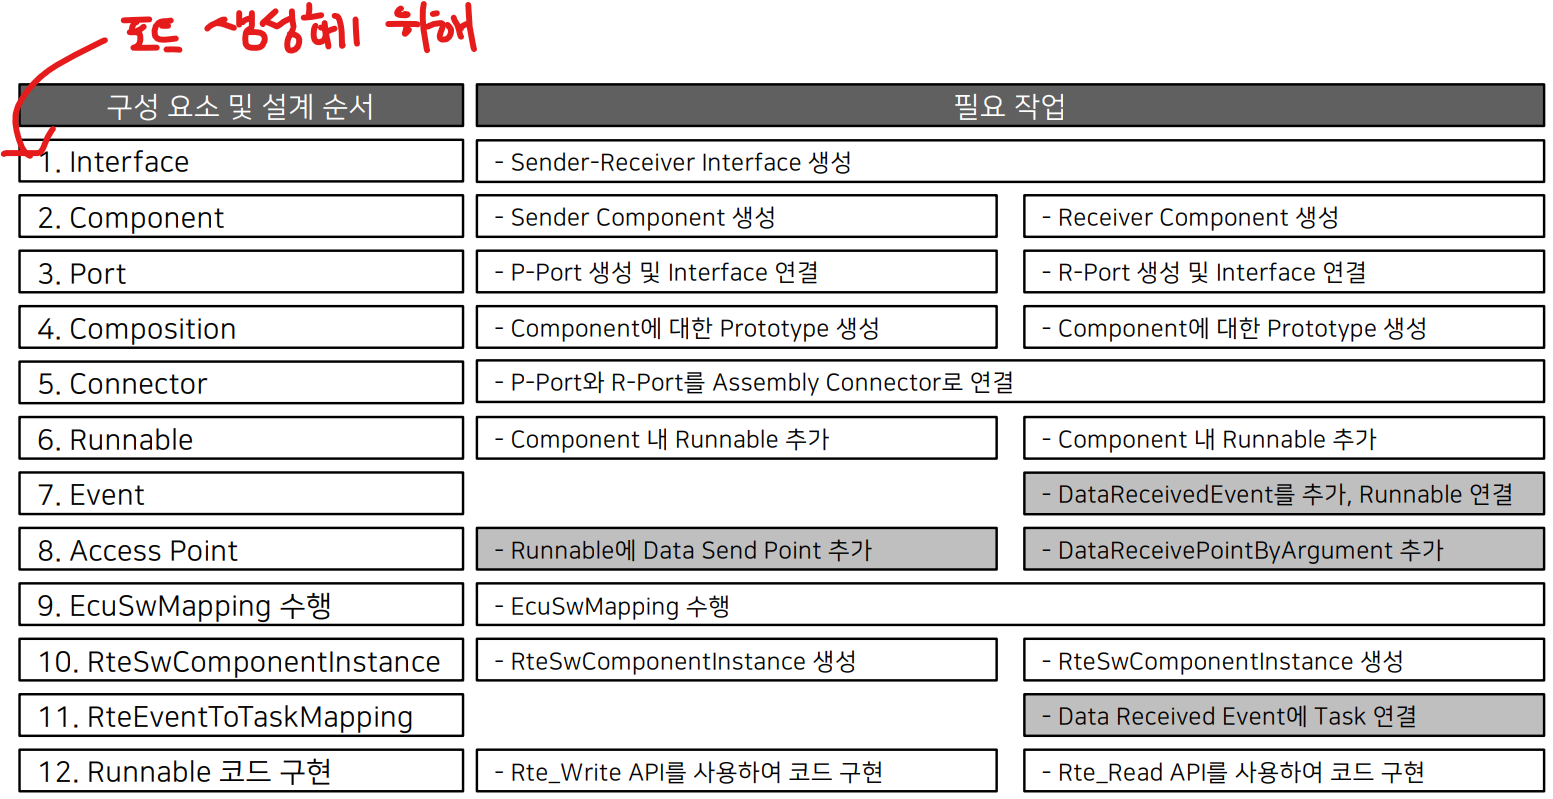 포트 생성하기 위해
구성 요소 및 설계 순서
필요 작업
1. Interface
- Sender-Receiver Interface 생성
2. Component
- Sender Component 생성
- Receiver Component 생성
3. Port
- P-Port 생성 및 Interface 연결
- R-Port 생성 및 Interface 연결
4. Composition
- Component에 대한 Prototype 생성
- Component에 대한 Prototype 생성
5. Connector
- P-Port와 R-Port를 Assembly Connector로 연결
6. Runnable
- Component 내 Runnable 추가
- Component 내 Runnable 추가
7. Event
- DataReceivedEvent를 추가, Runnable 연결
8. Access Point
- Runnable에 Data Send Point 추가
- DataReceivePointByArgument 추가
9. EcuSwMapping 수행
- EcuSwMapping 수행
10. RteSwComponentInstance
- RteSwComponentInstance 생성
- RteSwComponentInstance 생성
11. RteEventToTaskMapping
- Data Received Event에 Task 연결
12. Runnable 코드 구현
- Rte_Write API를 사용하여 코드 구현
- Rte_Read API를 사용하여 코드 구현